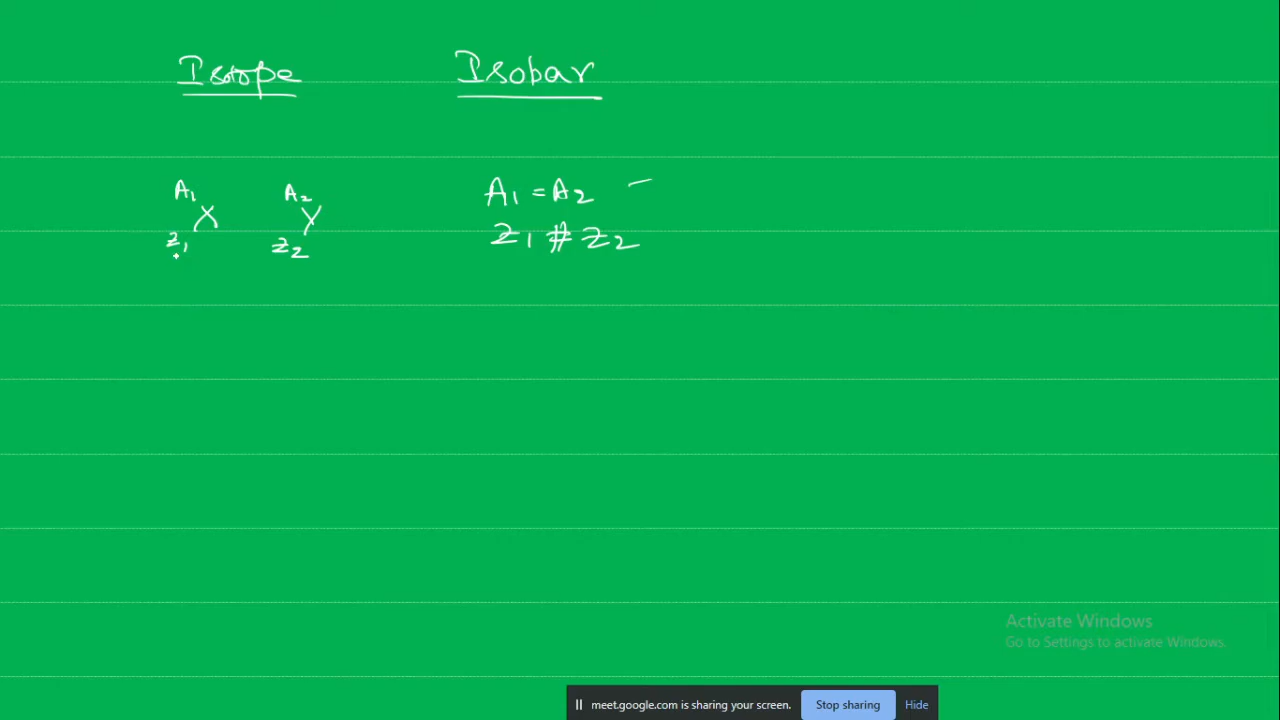 Isotope Isobar
A1 A2 A1 = A2
X Y
Z1 Z2 Z1 ≠ Z2
Activate Windows
Go to Settings to activate Windows.
meet.google.com is sharing your screen. Stop sharing Hide